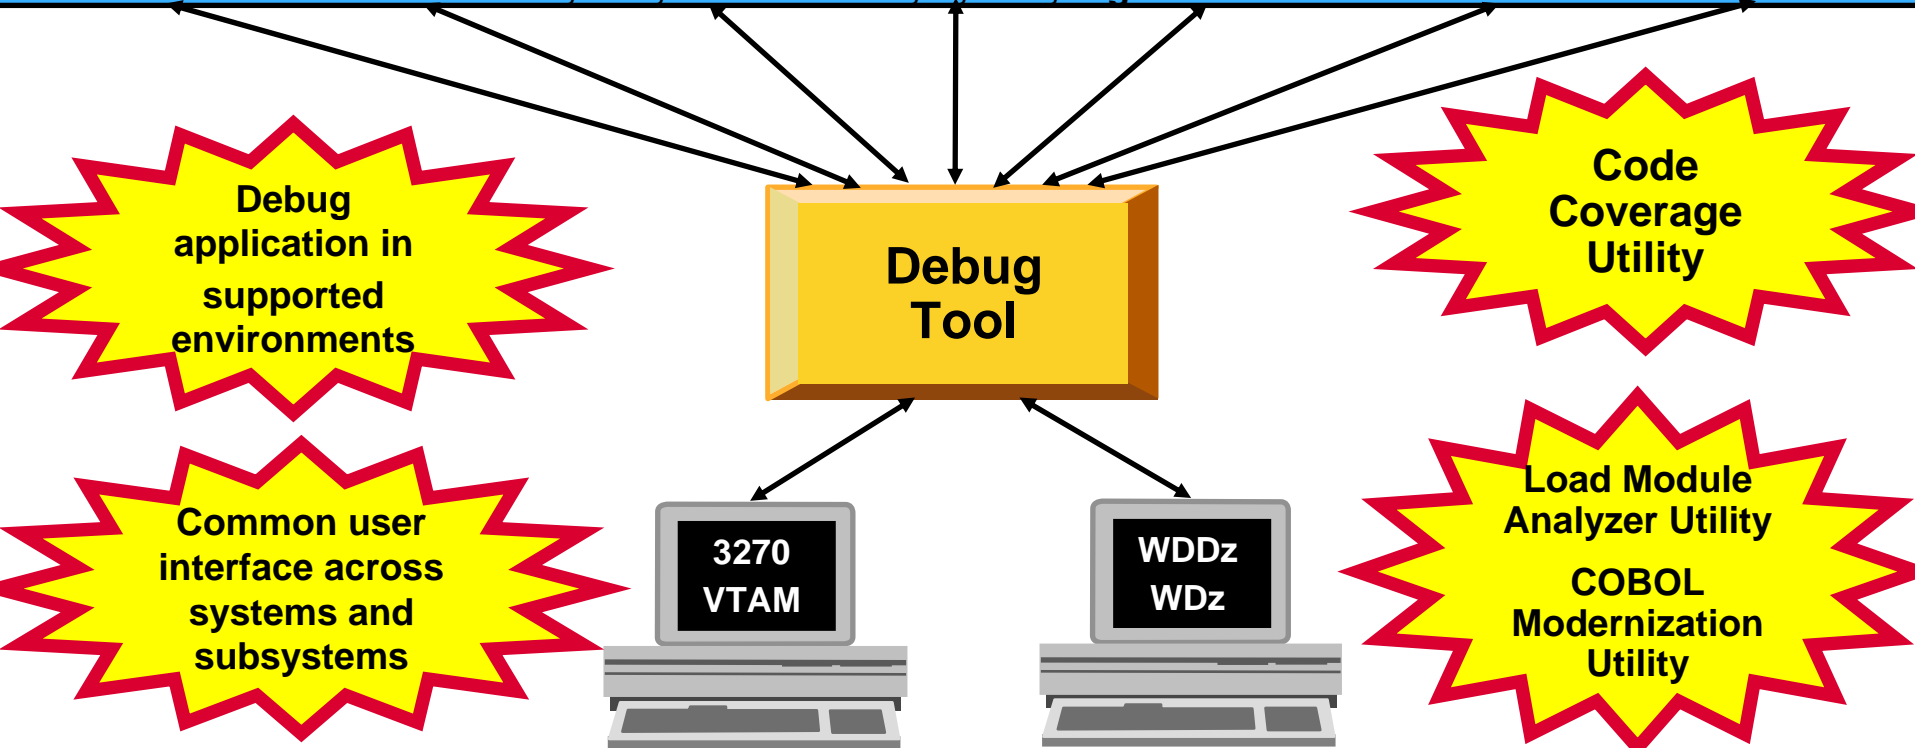 Debug
application in
supported
environments
Common user
interface across
systems and
subsystems
Debug
Tool
3270
VTAM
WDDz
WDz
Code
Coverage
Utility
Load Module
Analyzer Utility
COBOL
Modernization
Utility